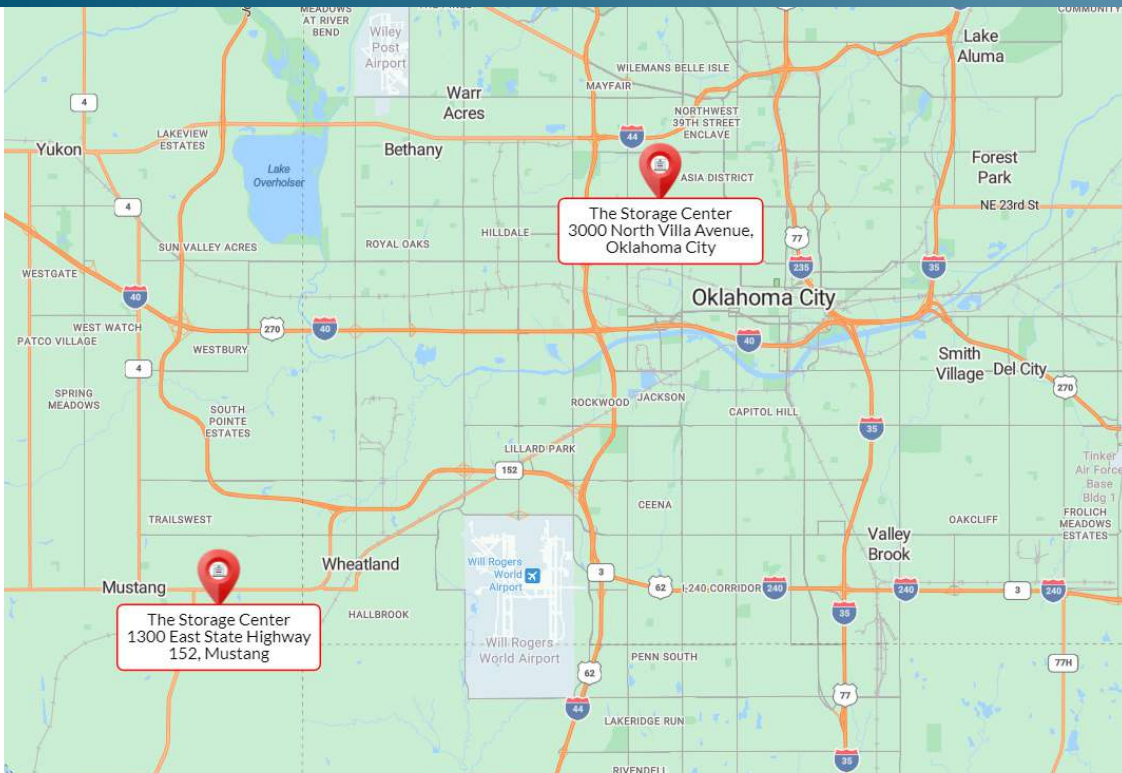 MEADOWS
AT RIVER
BEND
Wiley
Post
Airport
COMMUNITY
Lake
Aluma
WILEMANS BELLE ISLE
MAYFAIR
Warr
Acres
4
NORTHWEST
39TH STREET
ENCLAVE
LAKEVIEW
ESTATES
44
Yukon
Bethany
Forest
Park
Lake
Overholser
ASIA DISTRICT
4
NE 23rd St
The Storage Center
3000 North Villa Avenue,
Oklahoma City
HILLDALE
77
SUN VALLEY ACRES
ROYAL OAKS
235
35
WESTGATE
40
Oklahoma City
WEST WATCH
270
40
PATCO VILLAGE
40
WESTBURY
Smith
Village
Del City
4
270
SPRING
MEADOWS
ROCKWOOD
JACKSON
SOUTH
POINTE
ESTATES
CAPITOL HILL
35
LILLARD PARK
152
Tinker
Air Force
Base
Bldg 1
CEENA
FROLICH
MEADOWS
ESTATES
TRAILSWEST
OAKCLIFF
Valley
Brook
Wheatland
Will Rogers
World
Airport
3
62
I-240 CORRIDOR
240
240
3
240
Mustang
HALLBROOK
35
The Storage Center
1300 East State Highway
152, Mustang
Will Rogers
World Airport
PENN SOUTH
77H
62
77
44
LAKERIDGE RUN
35
RIVENDELL